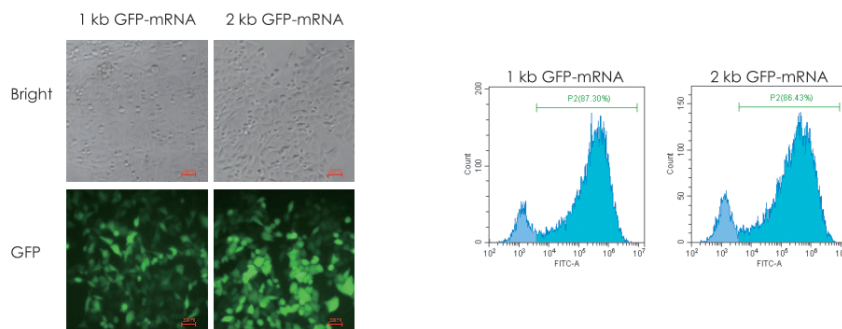 1 kb GFP-mRNA 2 kb GFP-mRNA
Bright
GFP
1 kb GFP-mRNA
P2(87.30%)
200
100
0
Count
10² 10³ 10⁴ 10⁵ 10⁶ 10⁷
FITC-A
2 kb GFP-mRNA
P2(86.43%)
150
100
50
0
Count
10² 10³ 10⁴ 10⁵ 10⁶
FITC-A